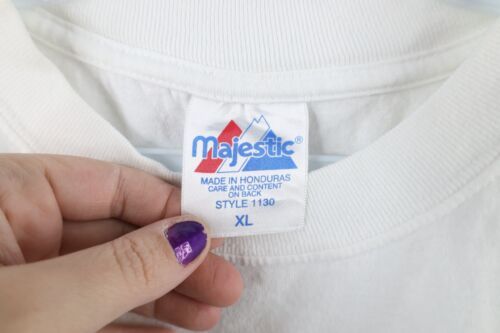 Majestic®
MADE IN HONDURAS
CARE AND CONTENT
ON BACK
STYLE 1130
XL